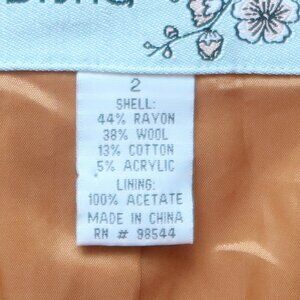 2
SHELL:
44% RAYON
38% WOOL
13% COTTON
5% ACRYLIC
LINING:
100% ACETATE
MADE IN CHINA
RN # 98544